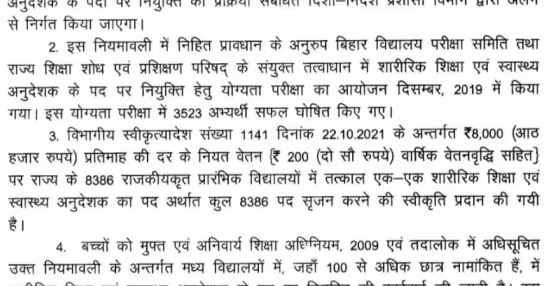 अनुदेशक के पदों पर नियुक्ति की प्रक्रिया संबंधित दिशा–निदेश प्रशासी विभाग द्वारा अलग
से निर्गत किया जाएगा।
2. इस नियमावली में निहित प्रावधान के अनुरुप बिहार विद्यालय परीक्षा समिति तथा
राज्य शिक्षा शोध एवं प्रशिक्षण परिषद् के संयुक्त तत्वाधान में शारीरिक शिक्षा एवं स्वास्थ्य
अनुदेशक के पद पर नियुक्ति हेतु योग्यता परीक्षा का आयोजन दिसम्बर, 2019 में किया
गया। इस योग्यता परीक्षा में 3523 अभ्यर्थी सफल घोषित किए गए।
3. विभागीय स्वीकृत्यादेश संख्या 1141 दिनांक 22.10.2021 के अन्तर्गत ₹8,000 (आठ
हजार रुपये) प्रतिमाह की दर के नियत वेतन {₹ 200 (दो सौ रुपये) वार्षिक वेतनवृद्धि सहित}
पर राज्य के 8386 राजकीयकृत प्रारंभिक विद्यालयों में तत्काल एक–एक शारीरिक शिक्षा एवं
स्वास्थ्य अनुदेशक का पद अर्थात कुल 8386 पद सृजन करने की स्वीकृति प्रदान की गयी
है।
4. बच्चों को मुफ्त एवं अनिवार्य शिक्षा अधिनियम, 2009 एवं तदालोक में अधिसूचित
उक्त नियमावली के अन्तर्गत मध्य विद्यालयों में, जहाँ 100 से अधिक छात्र नामांकित हैं, में